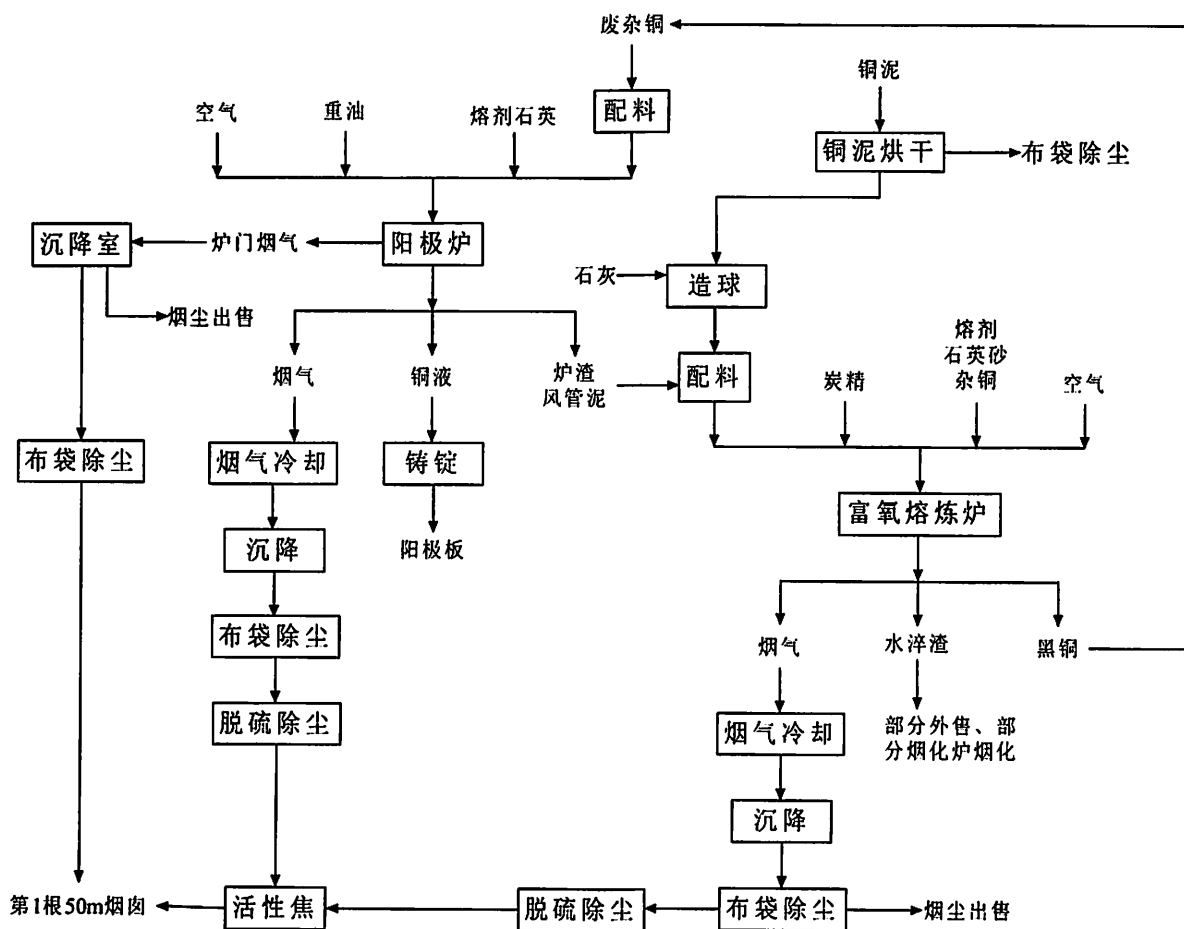 废杂铜
铜泥
空气
重油
熔剂石英
配料
铜泥烘干
布袋除尘
沉降室
炉门烟气
阳极炉
石灰
造球
烟尘出售
烟气
铜液
炉渣
风管泥
配料
炭精
熔剂
石英砂
杂铜
空气
布袋除尘
烟气冷却
铸锭
富氧熔炼炉
沉降
阳极板
布袋除尘
烟气
水淬渣
黑铜
脱硫除尘
烟气冷却
部分外售、部
分烟化炉烟化
沉降
第1根50m烟囱
活性焦
脱硫除尘
布袋除尘
烟尘出售